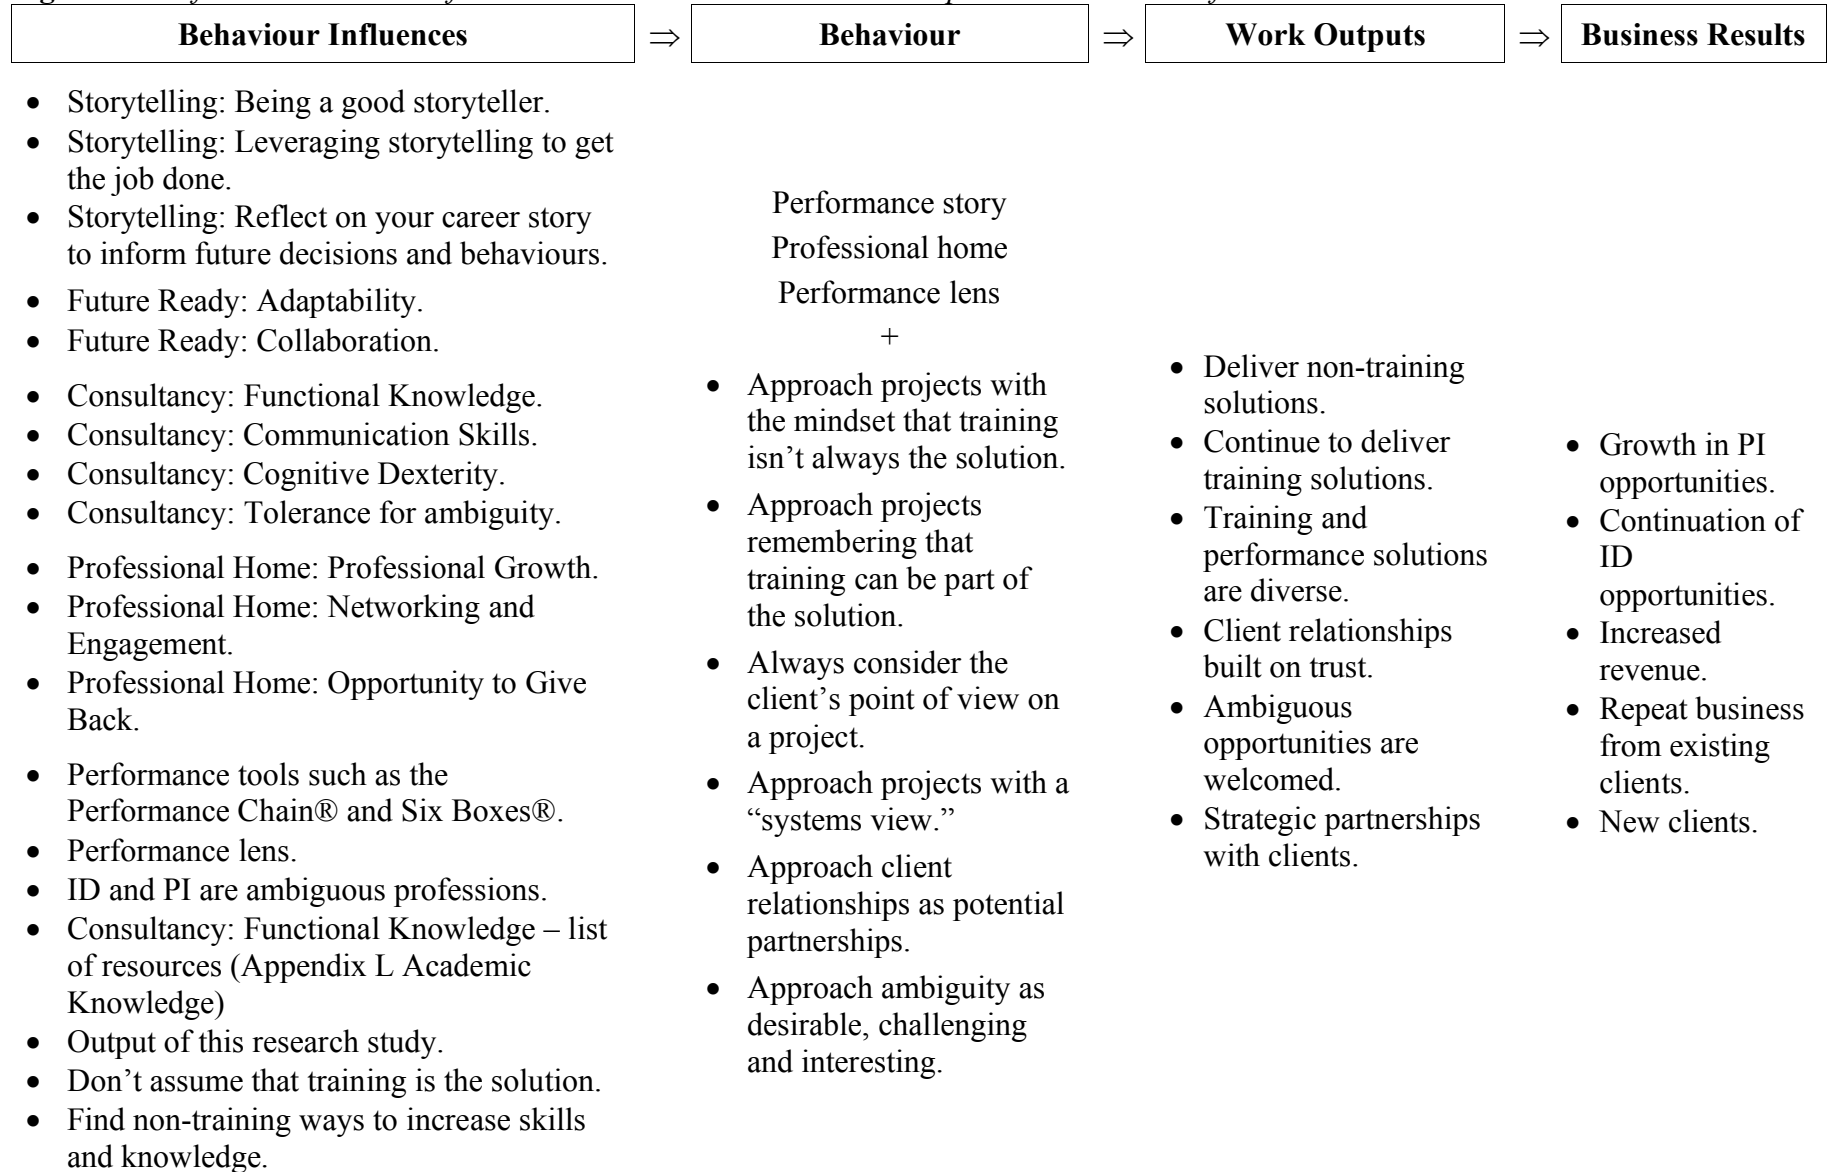 Behaviour Influences ⇒ Behaviour ⇒ Work Outputs ⇒ Business Results
• Storytelling: Being a good storyteller.
• Storytelling: Leveraging storytelling to get
the job done.
• Storytelling: Reflect on your career story
to inform future decisions and behaviours.
• Future Ready: Adaptability.
• Future Ready: Collaboration.
• Consultancy: Functional Knowledge.
• Consultancy: Communication Skills.
• Consultancy: Cognitive Dexterity.
• Consultancy: Tolerance for ambiguity.
• Professional Home: Professional Growth.
• Professional Home: Networking and
Engagement.
• Professional Home: Opportunity to Give
Back.
• Performance tools such as the
Performance Chain® and Six Boxes®.
• Performance lens.
• ID and PI are ambiguous professions.
• Consultancy: Functional Knowledge – list
of resources (Appendix L Academic
Knowledge)
• Output of this research study.
• Don’t assume that training is the solution.
• Find non-training ways to increase skills
and knowledge.
Performance story
Professional home
Performance lens
+
• Approach projects with
the mindset that training
isn’t always the solution.
• Approach projects
remembering that
training can be part of
the solution.
• Always consider the
client’s point of view on
a project.
• Approach projects with a
“systems view.”
• Approach client
relationships as potential
partnerships.
• Approach ambiguity as
desirable, challenging
and interesting.
• Deliver non-training
solutions.
• Continue to deliver
training solutions.
• Training and
performance solutions
are diverse.
• Client relationships
built on trust.
• Ambiguous
opportunities are
welcomed.
• Strategic partnerships
with clients.
• Growth in PI
opportunities.
• Continuation of
ID
opportunities.
• Increased
revenue.
• Repeat business
from existing
clients.
• New clients.